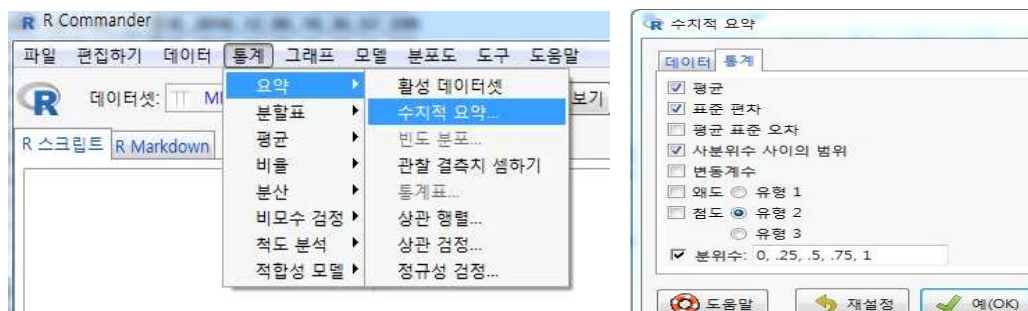 R Commander
파일 편집하기 데이터 통계 그래프 모델 분포도 도구 도움말
데이터셋: MI
보기
R 스크립트 R Markdown
요약
분할표
평균
비율
분산
비모수 검정
척도 분석
적합성 모델
활성 데이터셋
수치적 요약...
빈도 분포...
관찰 결측치 셈하기
통계표...
상관 행렬...
상관 검정...
정규성 검정...
수치적 요약
데이터 통계
평균
표준 편차
평균 표준 오차
사분위수 사이의 범위
변동계수
왜도 유형 1
첨도 유형 2
유형 3
분위수: 0, .25, .5, .75, 1
도움말 재설정 예(OK)